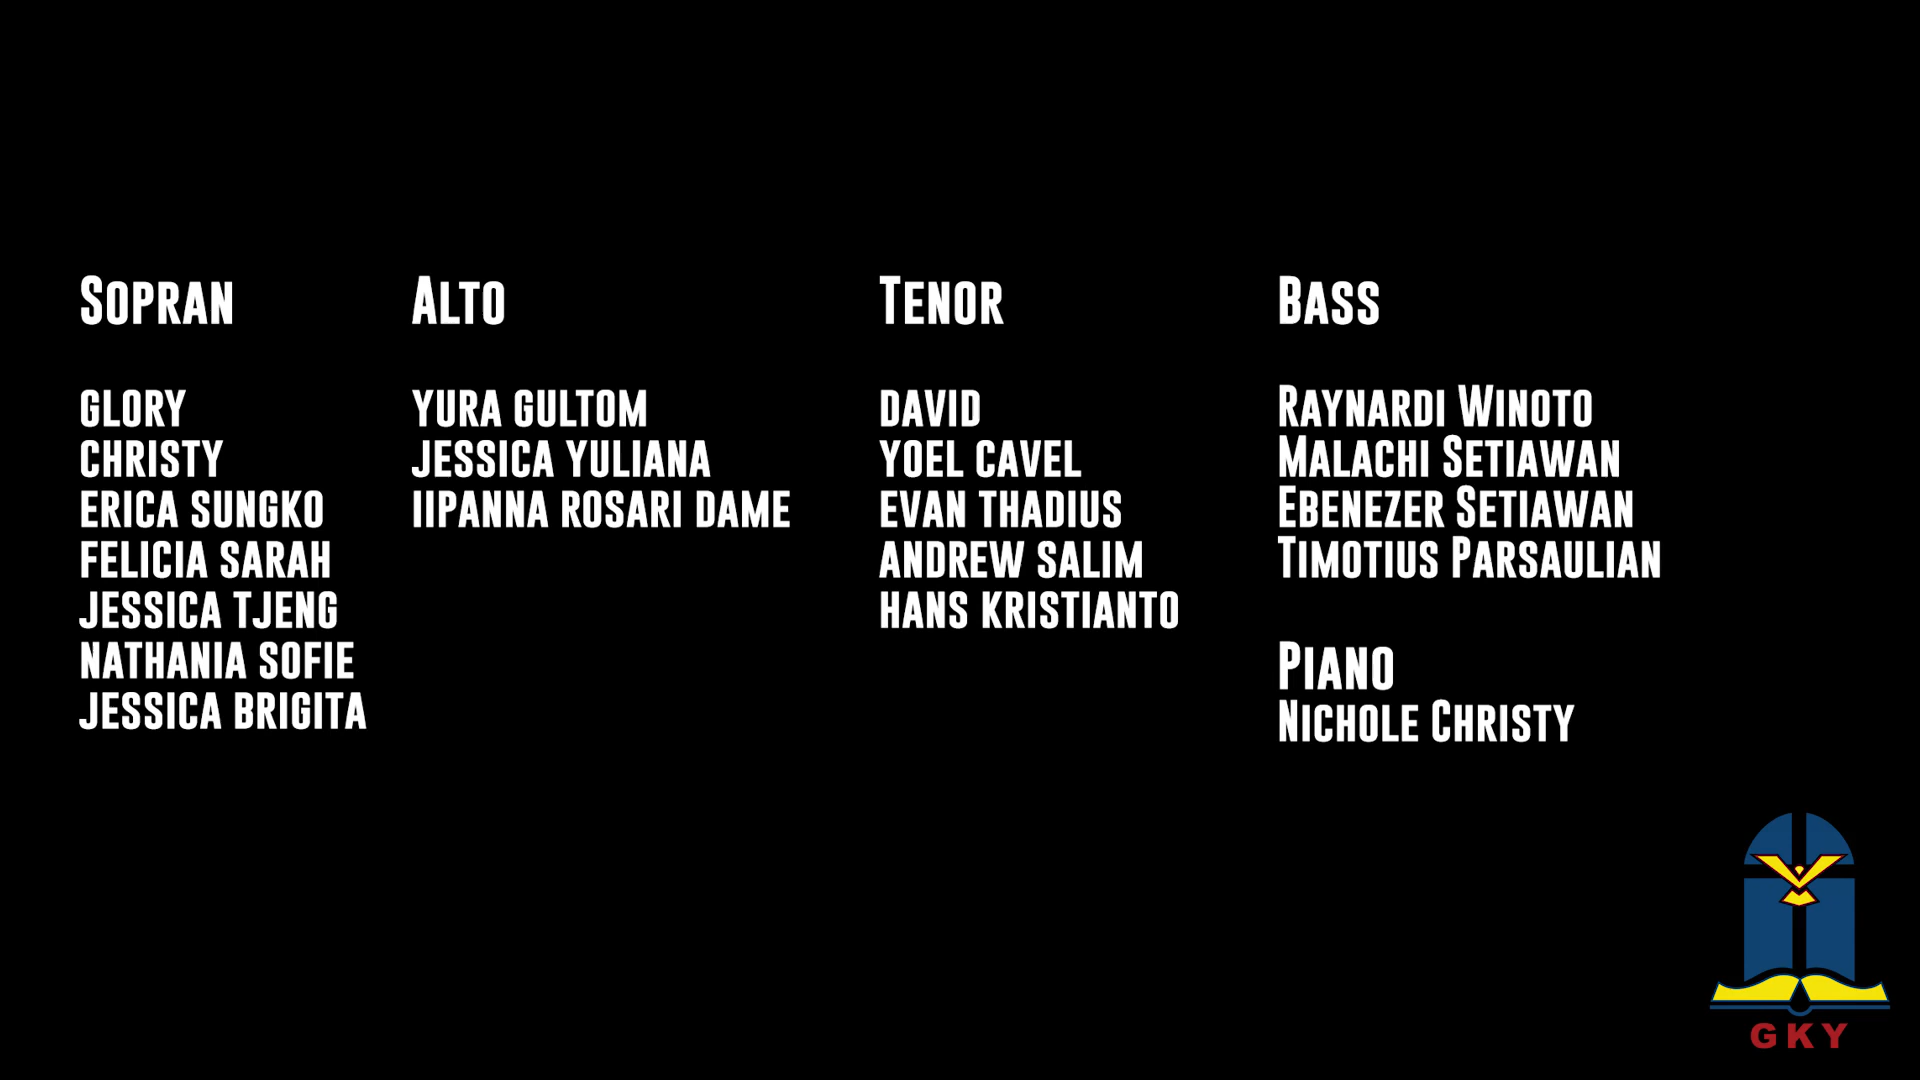 Sopran
GLORY
CHRISTY
ERICA SUNGKO
FELICIA SARAH
JESSICA TJENG
NATHANIA SOFIE
JESSICA BRIGITA
Alto
YURA GULTOM
JESSICA YULIANA
IIPANNA ROSARI DAME
Tenor
DAVID
YOEL CAVEL
EVAN THADIUS
ANDREW SALIM
HANS KRISTIANTO
Bass
Raynardi Winoto
Malachi Setiawan
Ebenezer Setiawan
Timotius Parsaulian
Piano
Nichole Christy
GKY